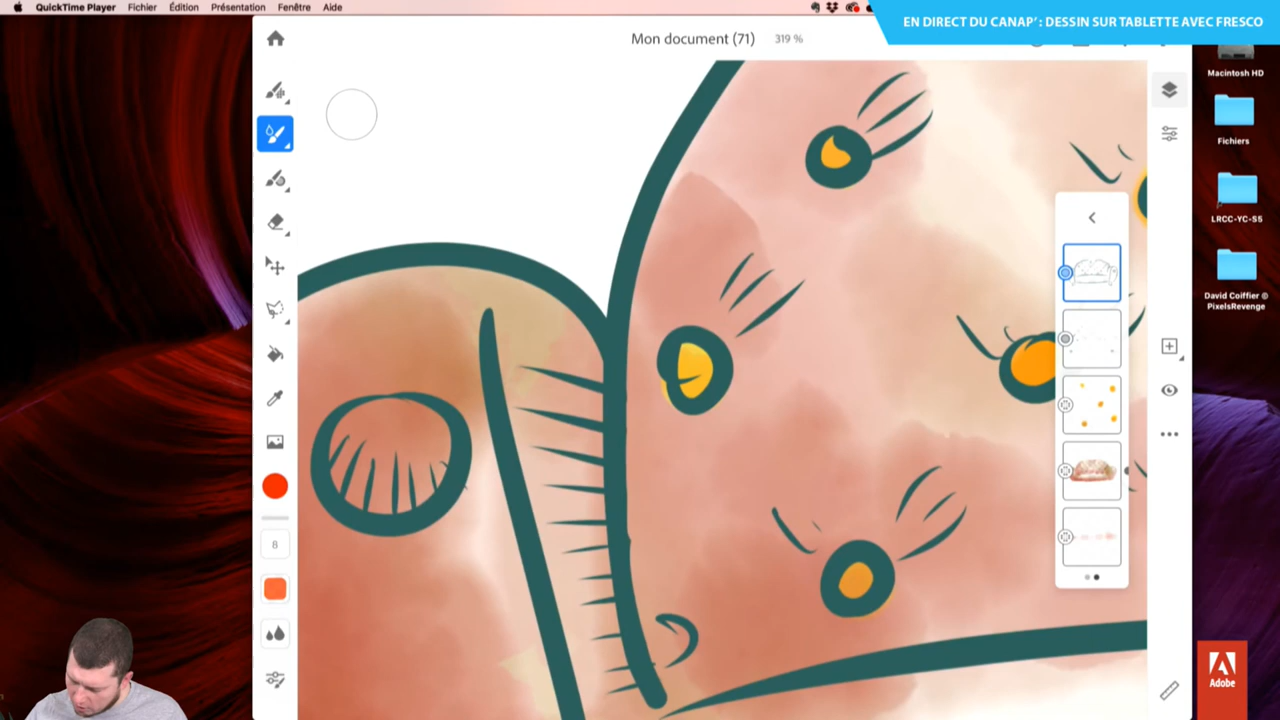 QuickTime Player Fichier Édition Présentation Fenêtre Aide
EN DIRECT DU CANAP' : DESSIN SUR TABLETTE AVEC FRESCO
Mon document (71) 319 %
Macintosh HD
Fichiers
LRCC-YC-S5
David Coiffier ©
PixelsRevenge
8
Adobe